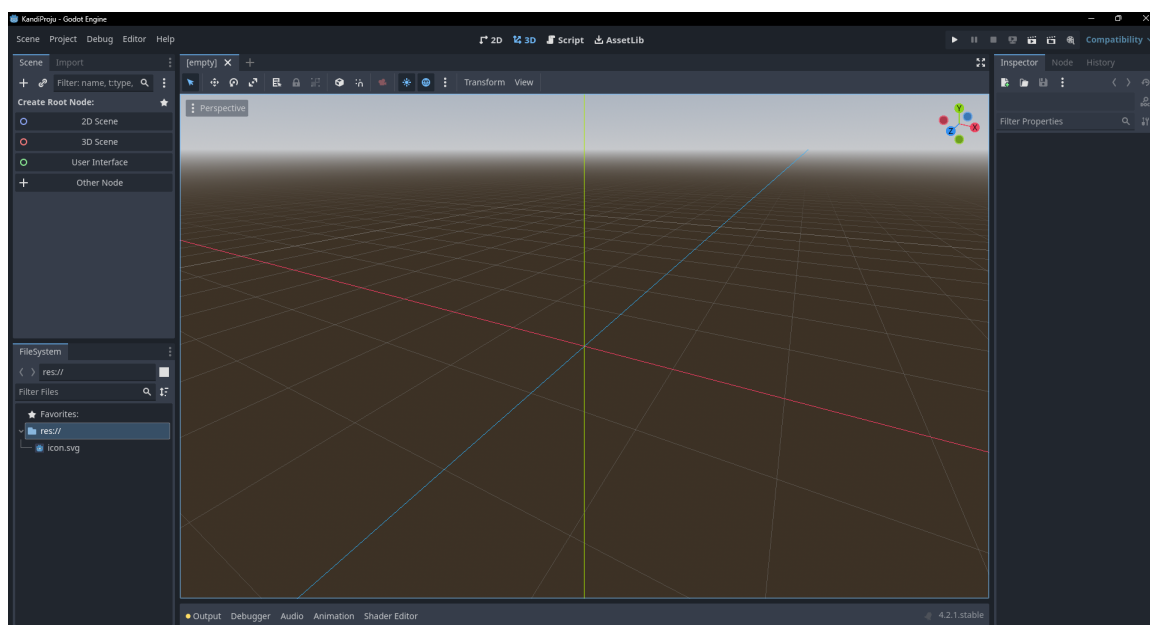 KandiProju - Godot Engine
Scene Project Debug Editor Help
2D 3D Script AssetLib
Compatibility
Scene Import
[empty]
Inspector Node History
Filter: name, t:type,
Transform View
Create Root Node:
Perspective
2D Scene
3D Scene
User Interface
Other Node
Filter Properties
Y
X
Z
FileSystem
res://
Filter Files
Favorites:
res://
icon.svg
Output Debugger Audio Animation Shader Editor
4.2.1.stable